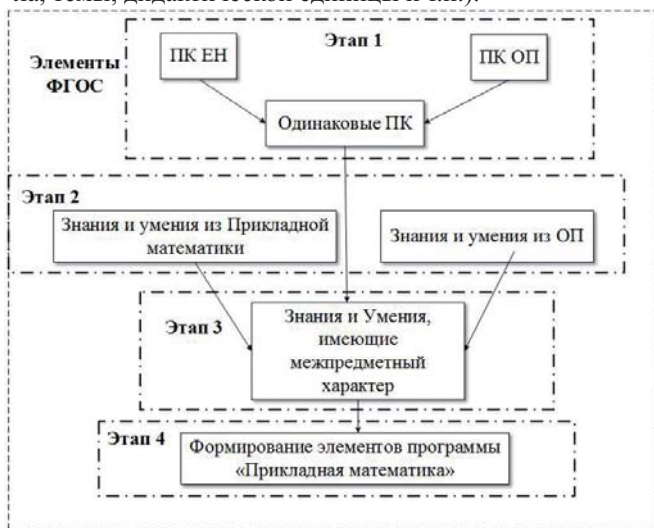 Этап 1
ПК ЕН
ПК ОП
Элементы
ФГОС
Одинаковые ПК
Этап 2
Знания и умения из Прикладной
математики
Знания и умения из ОП
Этап 3
Знания и Умения,
имеющие
межпредметный
характер
Этап 4
Формирование элементов программы
«Прикладная математика»